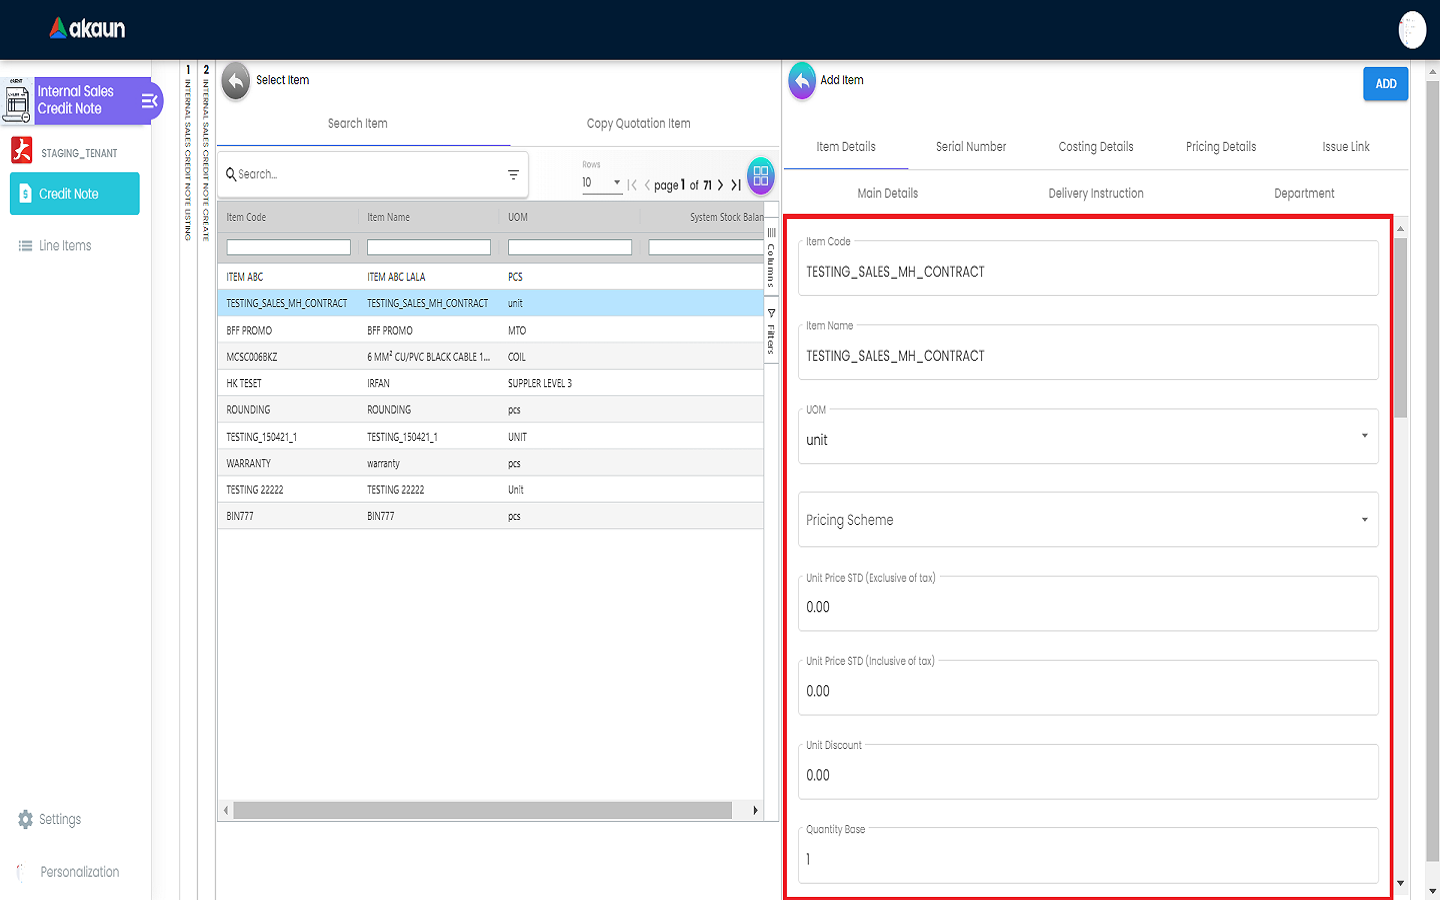 akaun
Internal Sales
Credit Note
STAGING_TENANT
Credit Note
Line Items
Settings
Personalization
1 INTERNAL SALES CREDIT NOTE LISTING
2 INTERNAL SALES CREDIT NOTE CREATE
Select Item
Search Item
Copy Quotation Item
Search...
Rows
10
page 1 of 71
Item Code Item Name UOM System Stock Balan
ITEM ABC ITEM ABC LALA PCS
TESTING_SALES_MH_CONTRACT TESTING_SALES_MH_CONTRACT unit
BFF PROMO BFF PROMO MTO
MCSC006BKZ 6 MM² CU/PVC BLACK CABLE 1... COIL
HK TESET IRFAN SUPPLER LEVEL 3
ROUNDING ROUNDING pcs
TESTING_150421_1 TESTING_150421_1 UNIT
WARRANTY warranty pcs
TESTING 22222 TESTING 22222 Unit
BIN777 BIN777 pcs
Columns
Filters
Add Item
ADD
Item Details Serial Number Costing Details Pricing Details Issue Link
Main Details Delivery Instruction Department
Item Code
TESTING_SALES_MH_CONTRACT
Item Name
TESTING_SALES_MH_CONTRACT
UOM
unit
Pricing Scheme
Unit Price STD (Exclusive of tax)
0.00
Unit Price STD (Inclusive of tax)
0.00
Unit Discount
0.00
Quantity Base
1